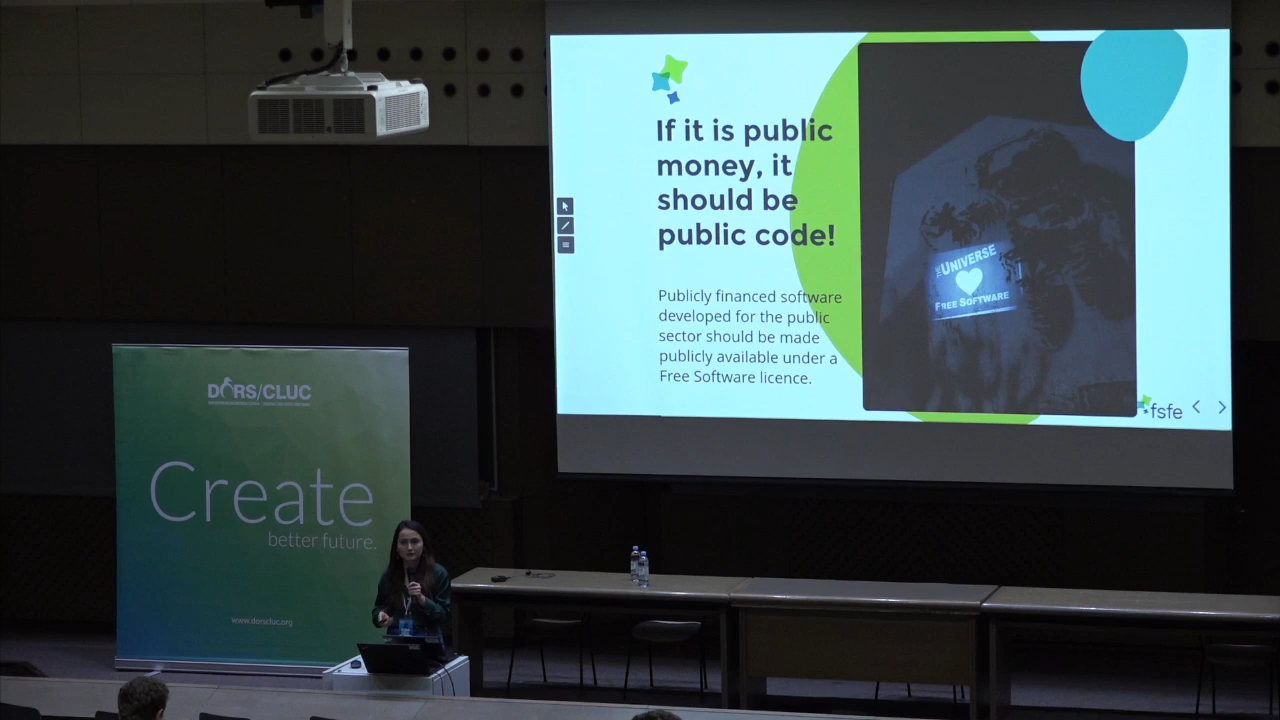 If it is public
money, it
should be
public code!
Publicly financed software
developed for the public
sector should be made
publicly available under a
Free Software licence.
THE UNIVERSE
FREE SOFTWARE
fsfe
DORS/CLUC
Create
better future.
www.dorscluc.org